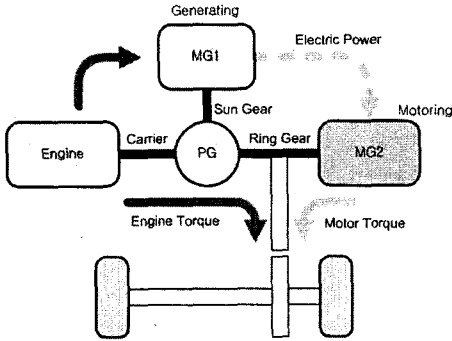 Generating
MG1
Electric Power
Sun Gear
Motoring
Engine
Carrier
PG
Ring Gear
MG2
Engine Torque
Motor Torque